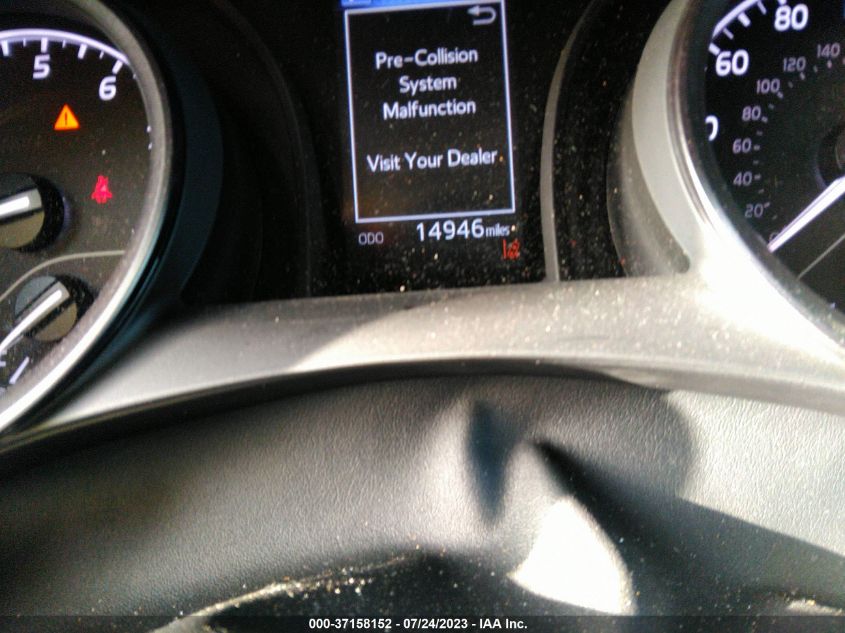 5
6
Pre-Collision
System
Malfunction
Visit Your Dealer
ODO 14946 miles
80
60
140
120
100
80
60
40
20
000-37158152 - 07/24/2023 - IAA Inc.